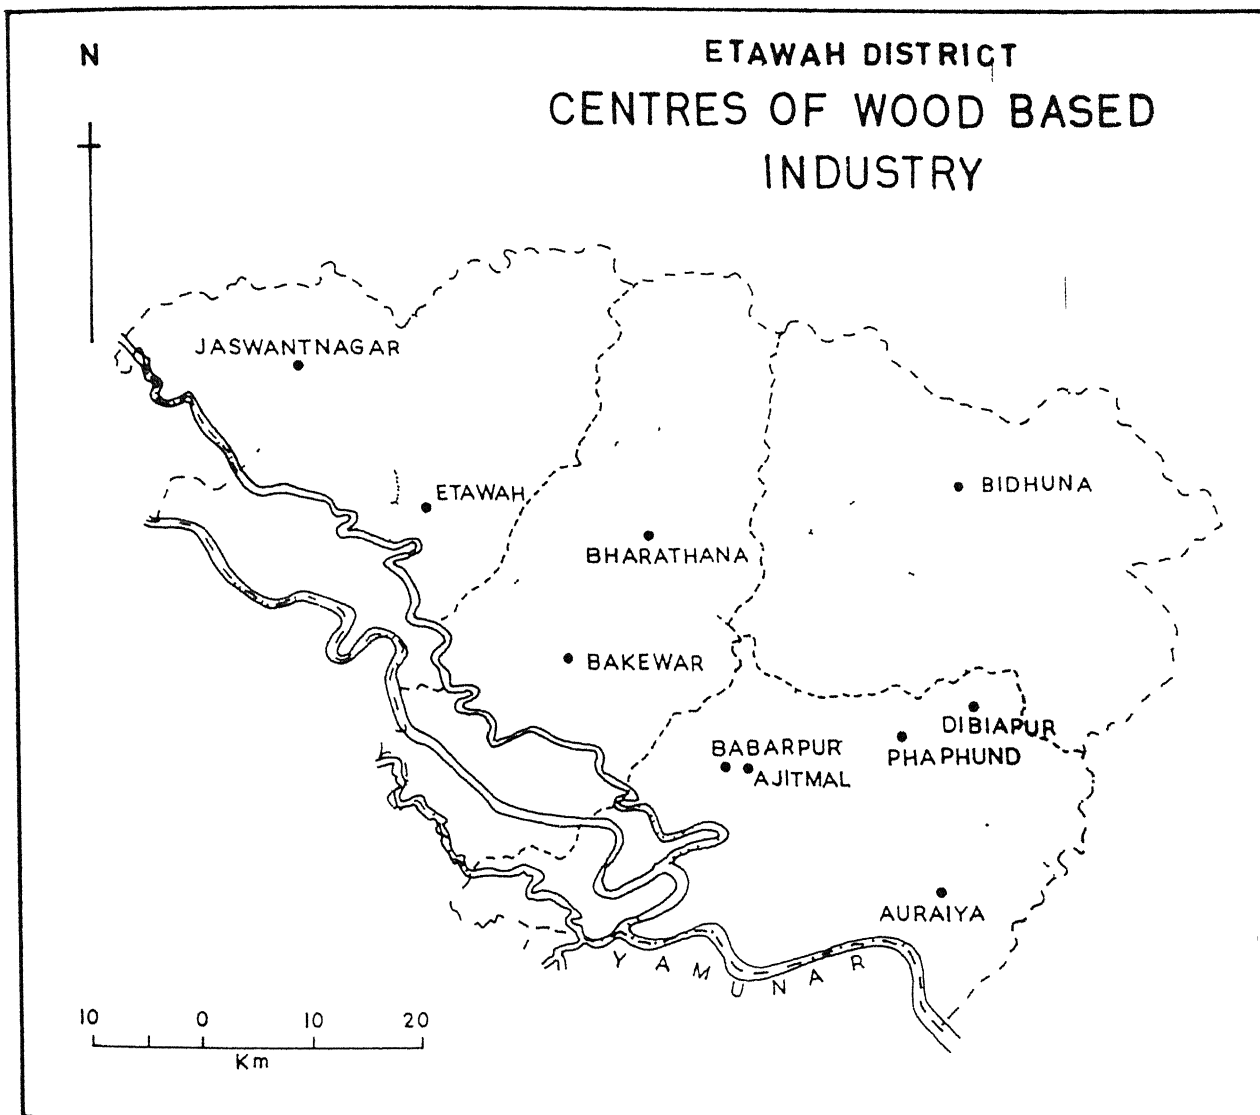 N
ETAWAH DISTRICT
CENTRES OF WOOD BASED
INDUSTRY
JASWANTNAGAR
ETAWAH
BIDHUNA
BHARATHANA
BAKEWAR
DIBIAPUR
BABARPUR
PHAPHUND
AJITMAL
AURAIYA
YAMUNA R
10 0 10 20
Km